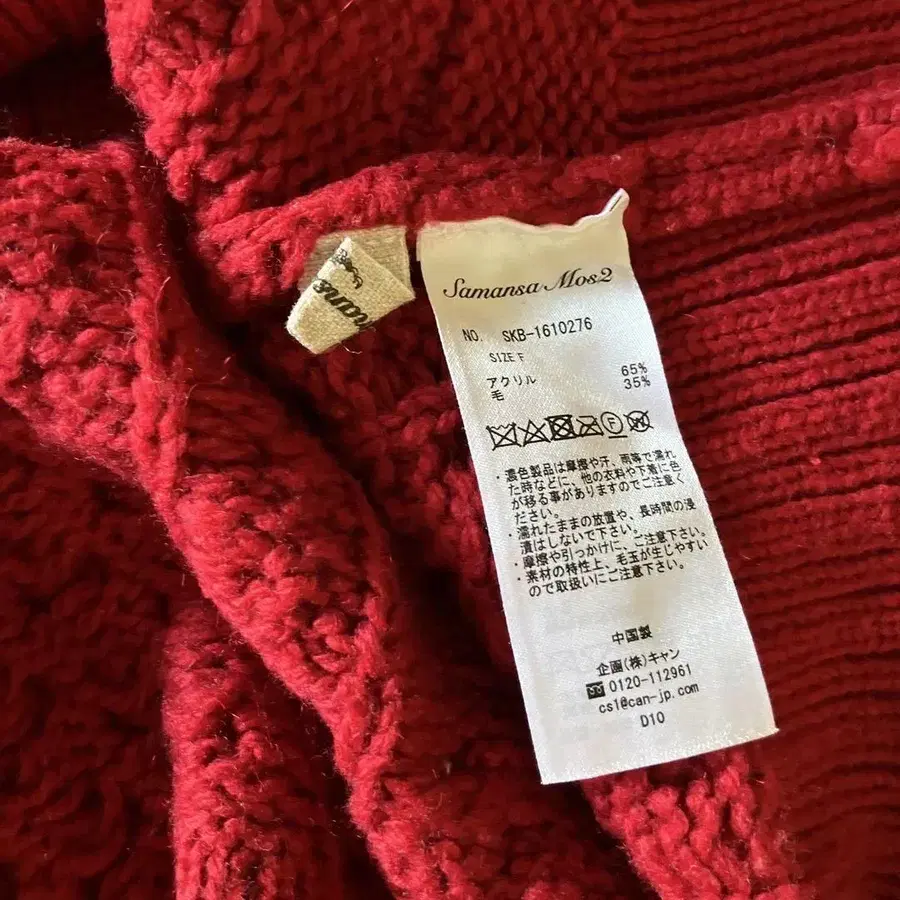 Samansa Mos2
NO. SKB-1610276
SIZE F
アクリル 65%
毛 35%
・濃色製品は摩擦や汗、雨等で濡れ
た時などに、他の衣料や下着に色
が移る事がありますのでご注意く
ださい。
・濡れたままの放置や、長時間の浸
漬はしないで下さい。
・摩擦や引っかけに、ご注意下さい。
・素材の特性上、毛玉が生じやすい
ので取扱いにご注意下さい。
中国製
企画(株)キャン
0120-112961
cs1@can-jp.com
D10